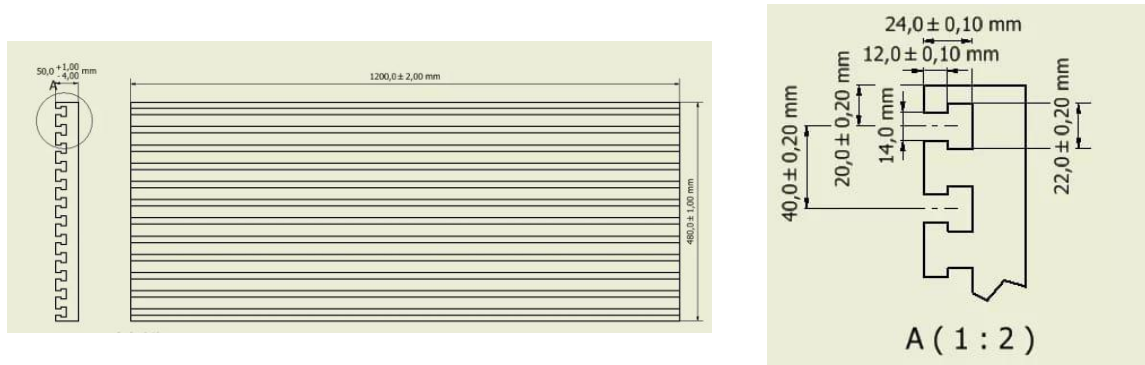 50,0 +1,00 - 4,00 mm
A
1200,0 ± 2,00 mm
480,0 ± 1,00 mm
24,0 ± 0,10 mm
12,0 ± 0,10 mm
40,0 ± 0,20 mm
20,0 ± 0,20 mm
14,0 mm
22,0 ± 0,20 mm
A ( 1 : 2 )